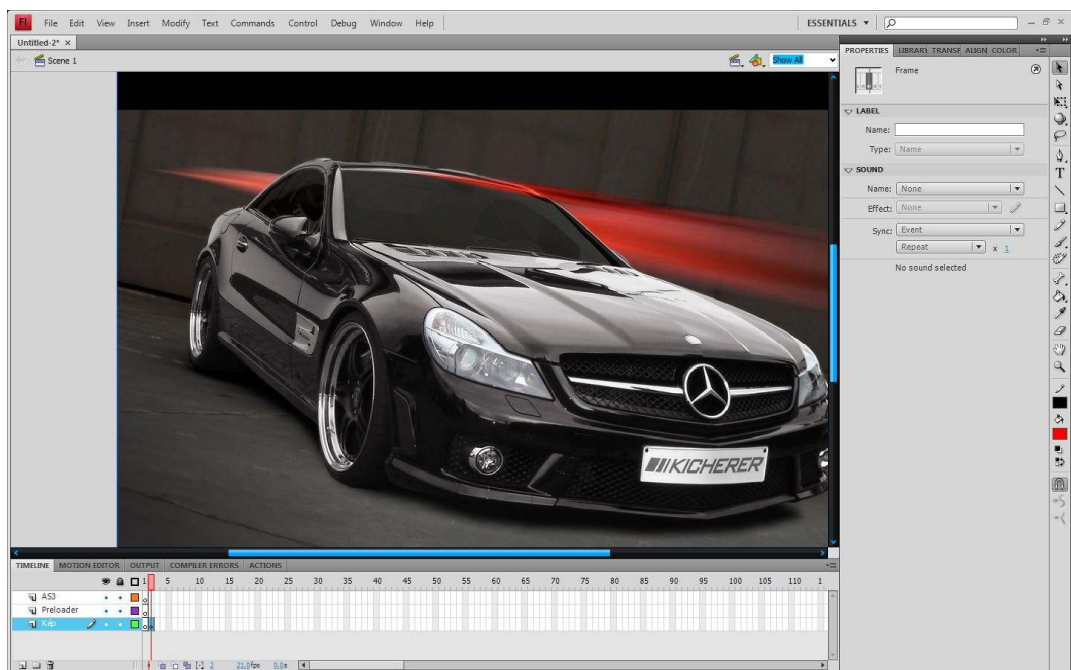 FL File Edit View Insert Modify Text Commands Control Debug Window Help ESSENTIALS
Untitled-2* ×
Scene 1 Show All
PROPERTIES LIBRARY TRANSF ALIGN COLOR
Frame
LABEL
Name:
Type: Name
SOUND
Name: None
Effect: None
Sync: Event
Repeat x 1
No sound selected
KICHERER
TIMELINE MOTION EDITOR OUTPUT COMPILER ERRORS ACTIONS
1 5 10 15 20 25 30 35 40 45 50 55 60 65 70 75 80 85 90 95 100 105 110 1
AS3
Preloader
Kép
2 21.0fps 0.0s